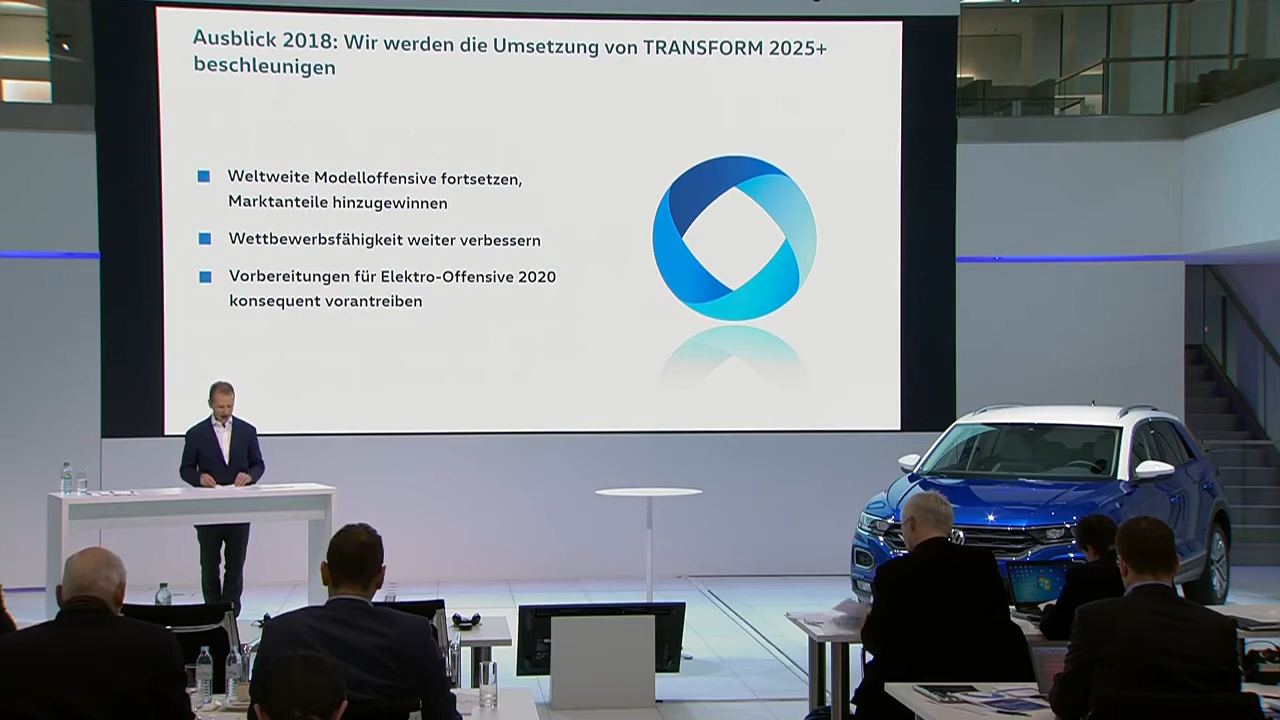 Ausblick 2018: Wir werden die Umsetzung von TRANSFORM 2025+
beschleunigen
Weltweite Modelloffensive fortsetzen,
Marktanteile hinzugewinnen
Wettbewerbsfähigkeit weiter verbessern
Vorbereitungen für Elektro-Offensive 2020
konsequent vorantreiben